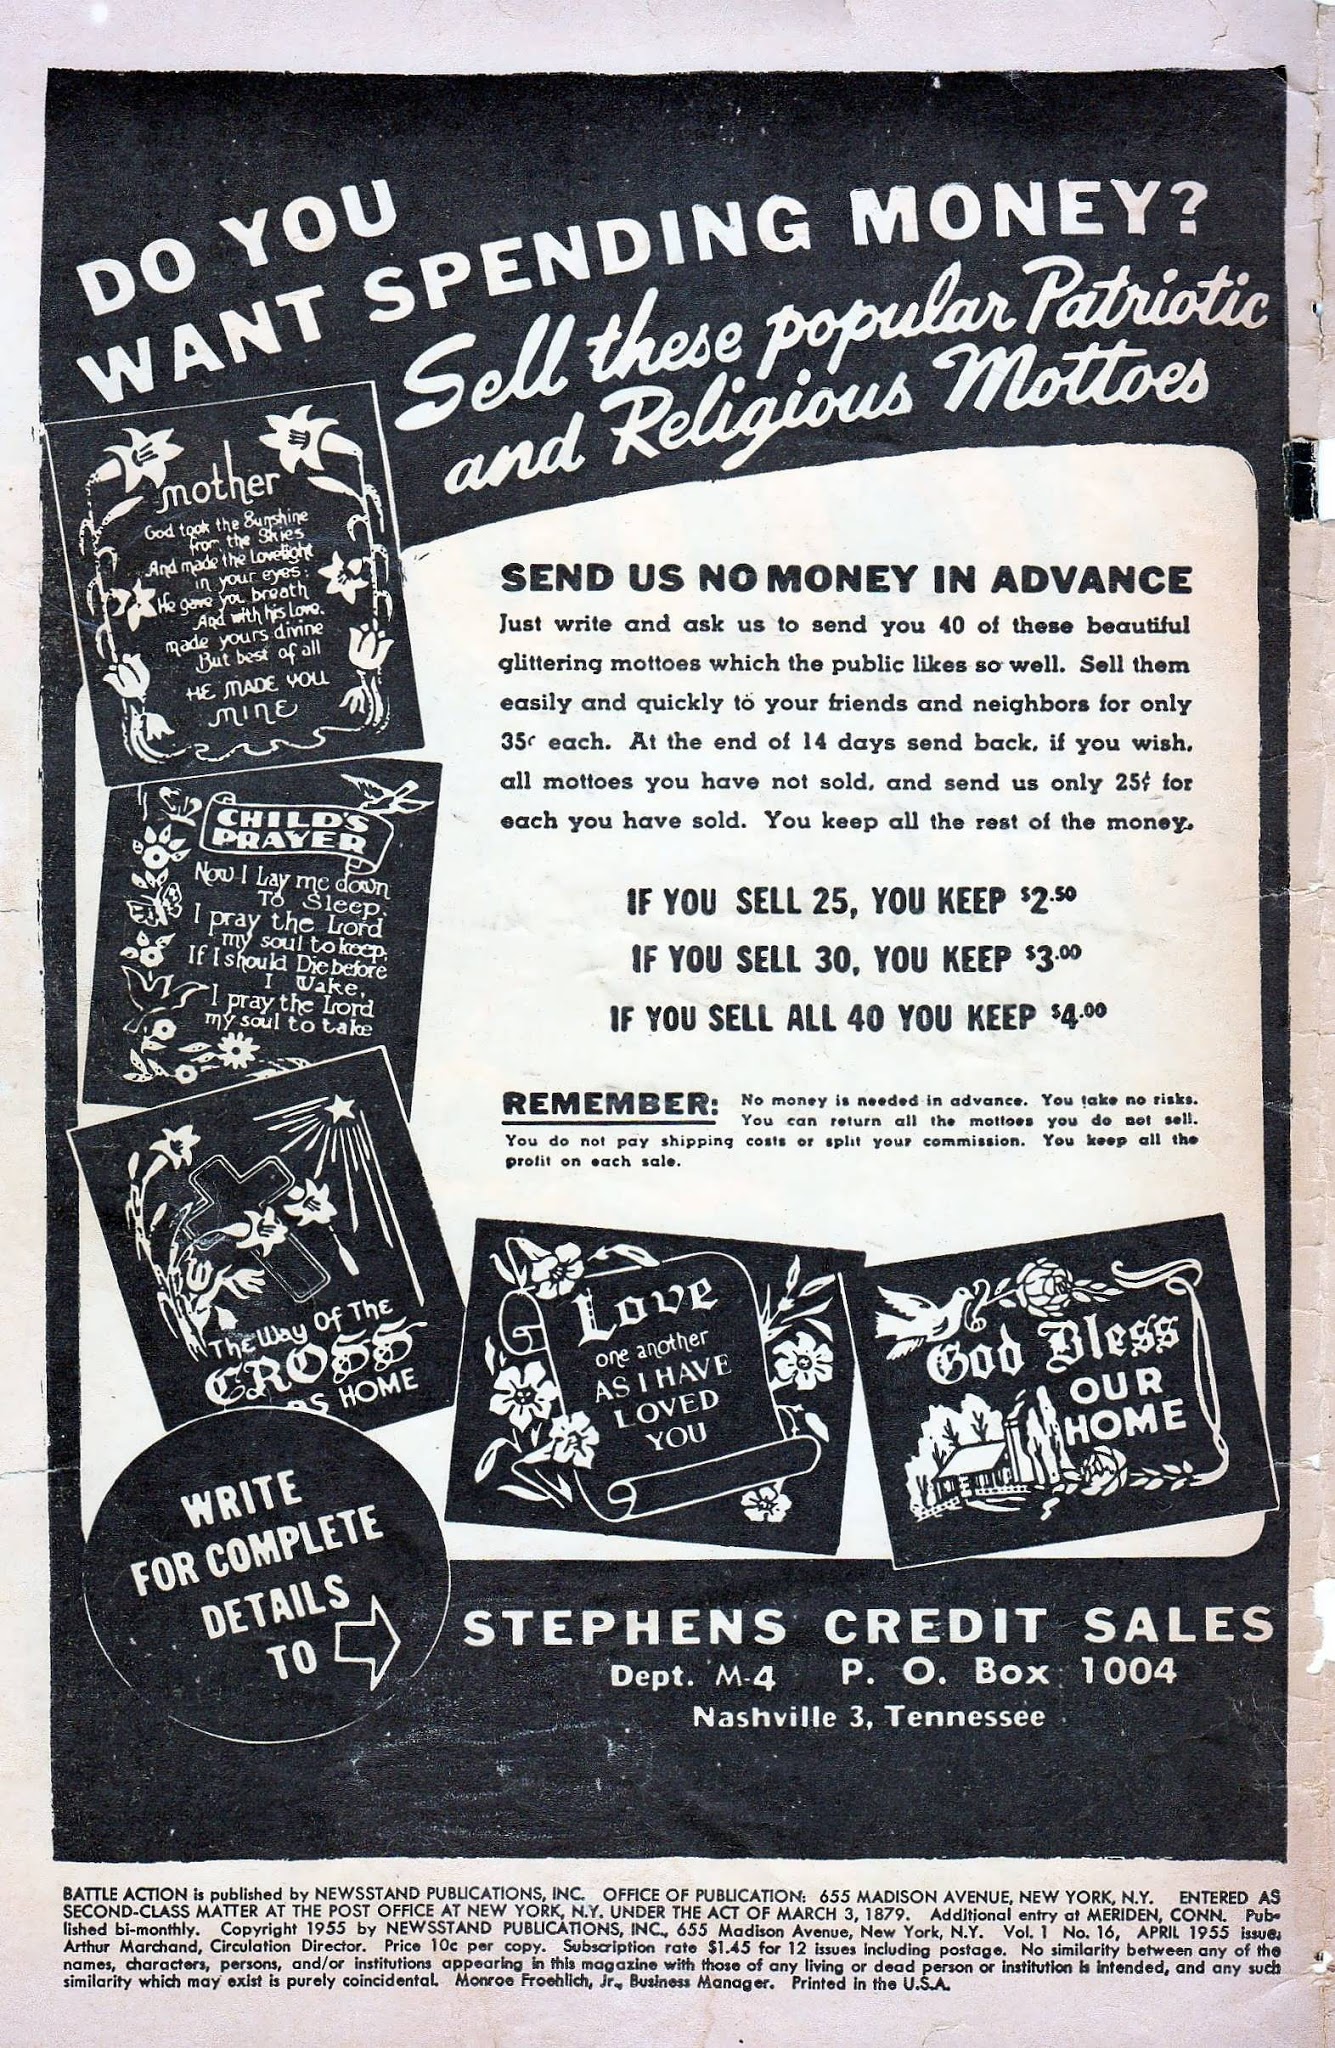 DO YOU
WANT SPENDING MONEY?
Sell these popular Patriotic
and Religious Mottoes
mother
God took the Sunshine
from the Skies
And made the Lovelight
in your eyes:
He gave you breath
And with his Love.
made yours divine
But best of all
HE MADE YOU
MINE
CHILD'S
PRAYER
Now I Lay me down
To Sleep,
I pray the Lord
my soul to keep,
If I should Die before
I Wake,
I pray the Lord
my soul to take
The Way Of The
CROSS
HOME
SEND US NO MONEY IN ADVANCE
Just write and ask us to send you 40 of these beautiful
glittering mottoes which the public likes so well. Sell them
easily and quickly to your friends and neighbors for only
35¢ each. At the end of 14 days send back, if you wish,
all mottoes you have not sold, and send us only 25¢ for
each you have sold. You keep all the rest of the money.
IF YOU SELL 25, YOU KEEP $2.50
IF YOU SELL 30, YOU KEEP $3.00
IF YOU SELL ALL 40 YOU KEEP $4.00
REMEMBER: No money is needed in advance. You take no risks.
You can return all the mottoes you do not sell.
You do not pay shipping costs or split your commission. You keep all the
profit on each sale.
Love
one another
AS I HAVE
LOVED
YOU
God Bless
OUR
HOME
WRITE
FOR COMPLETE
DETAILS
TO
STEPHENS CREDIT SALES
Dept. M-4 P. O. Box 1004
Nashville 3, Tennessee
BATTLE ACTION is published by NEWSSTAND PUBLICATIONS, INC. OFFICE OF PUBLICATION: 655 MADISON AVENUE, NEW YORK, N.Y. ENTERED AS
SECOND-CLASS MATTER AT THE POST OFFICE AT NEW YORK, N.Y. UNDER THE ACT OF MARCH 3, 1879. Additional entry at MERIDEN, CONN. Pub-
lished bi-monthly. Copyright 1955 by NEWSSTAND PUBLICATIONS, INC., 655 Madison Avenue, New York, N.Y. Vol. 1 No. 16, APRIL 1955 issue.
Arthur Marchand, Circulation Director. Price 10c per copy. Subscription rate $1.45 for 12 issues including postage. No similarity between any of the
names, characters, persons, and/or institutions appearing in this magazine with those of any living or dead person or institution is intended, and any such
similarity which may exist is purely coincidental. Monroe Froehlich, Jr., Business Manager. Printed in the U.S.A.